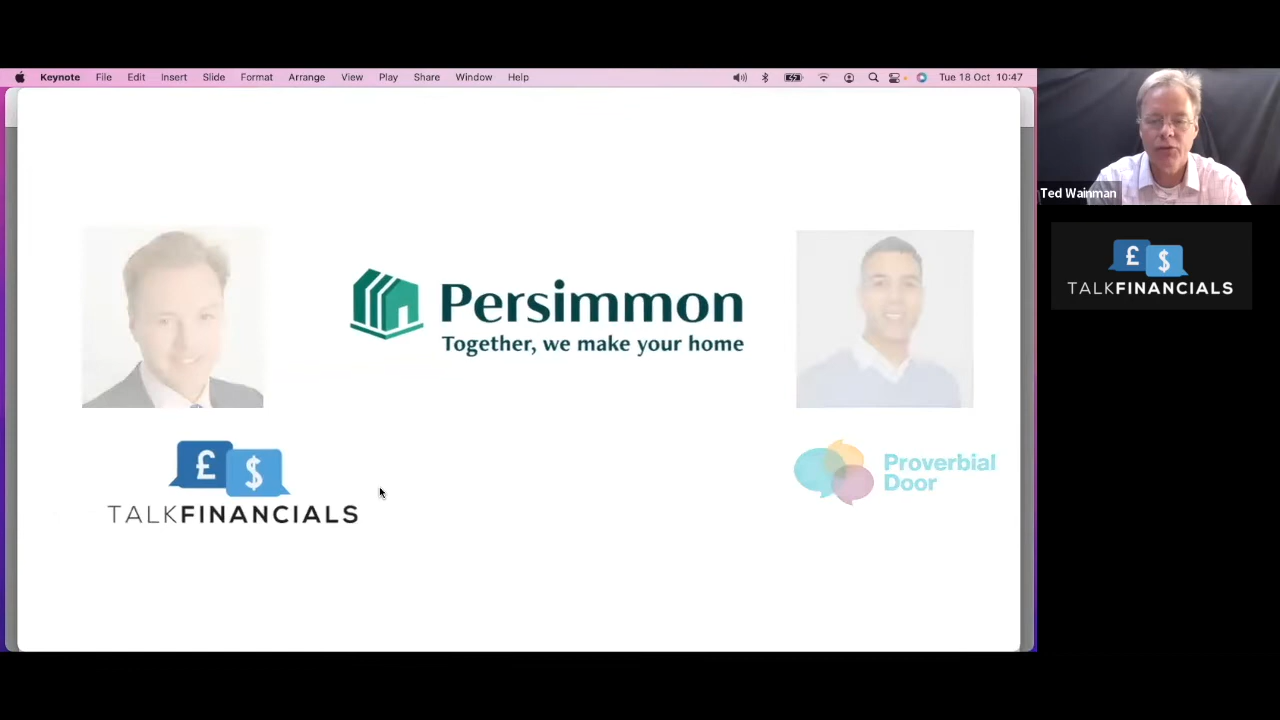 Keynote File Edit Insert Slide Format Arrange View Play Share Window Help Tue 18 Oct 10:47
Ted Wainman
£ $
TALKFINANCIALS
Persimmon
Together, we make your home
£ $
TALKFINANCIALS
Proverbial
Door